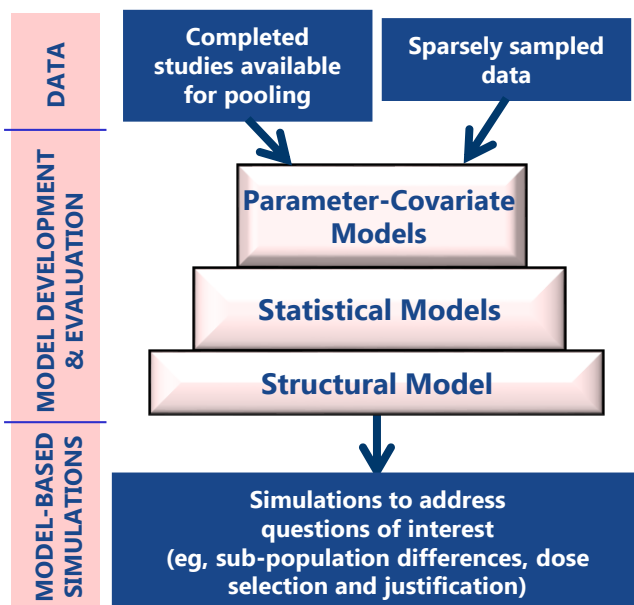 DATA
Completed
studies available
for pooling
Sparsely sampled
data
MODEL DEVELOPMENT
& EVALUATION
Parameter-Covariate
Models
Statistical Models
Structural Model
MODEL-BASED
SIMULATIONS
Simulations to address
questions of interest
(eg, sub-population differences, dose
selection and justification)